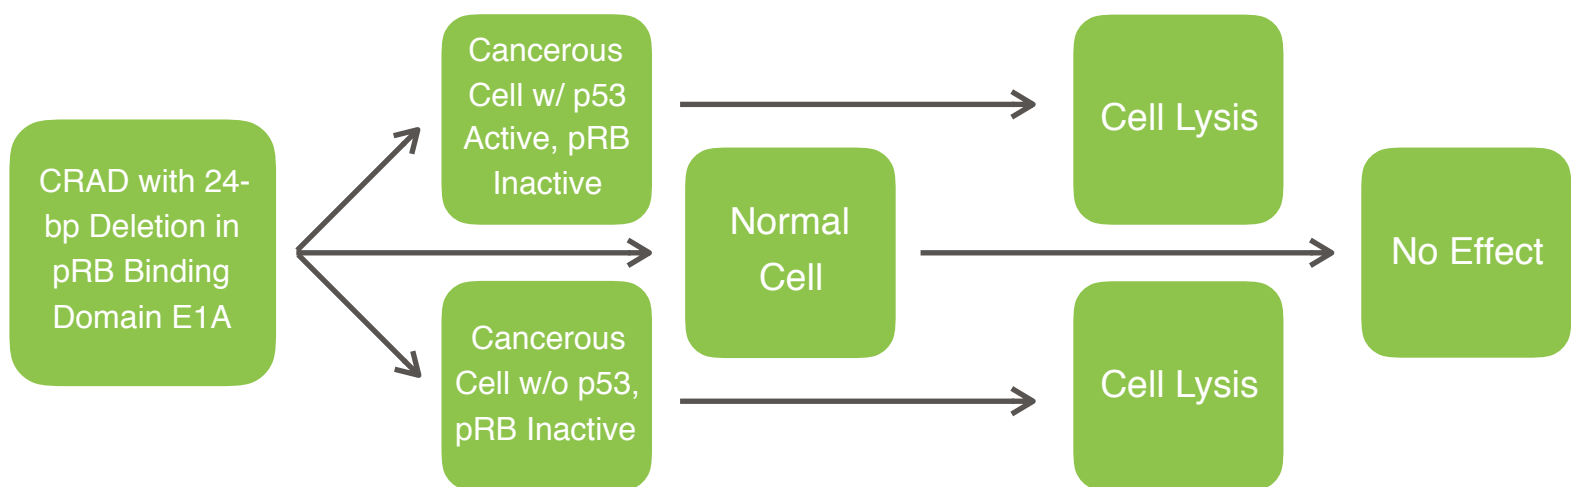 CRAD with 24-
bp Deletion in
pRB Binding
Domain E1A
Cancerous
Cell w/ p53
Active, pRB
Inactive
Normal
Cell
Cancerous
Cell w/o p53,
pRB Inactive
Cell Lysis
No Effect
Cell Lysis